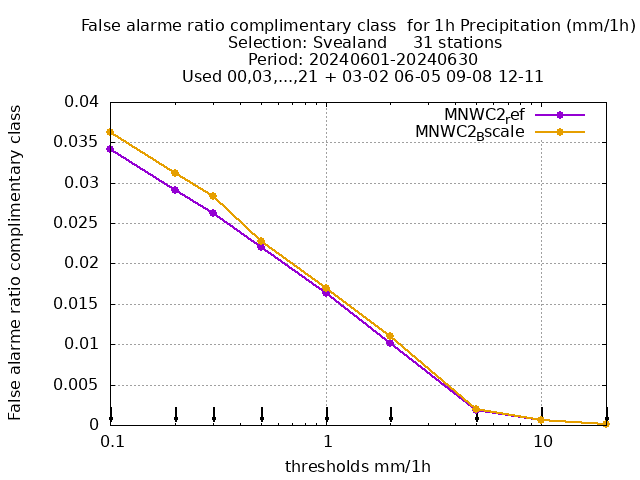 False alarme ratio complimentary class  for 1h Precipitation (mm/1h)
Selection: Svealand     31 stations
Period: 20240601-20240630
Used 00,03,...,21 + 03-02 06-05 09-08 12-11
False alarme ratio complimentary class
0.04
0.035
0.03
0.025
0.02
0.015
0.01
0.005
0
MNWC2ref
MNWC2Bscale
0.1
1
10
thresholds mm/1h